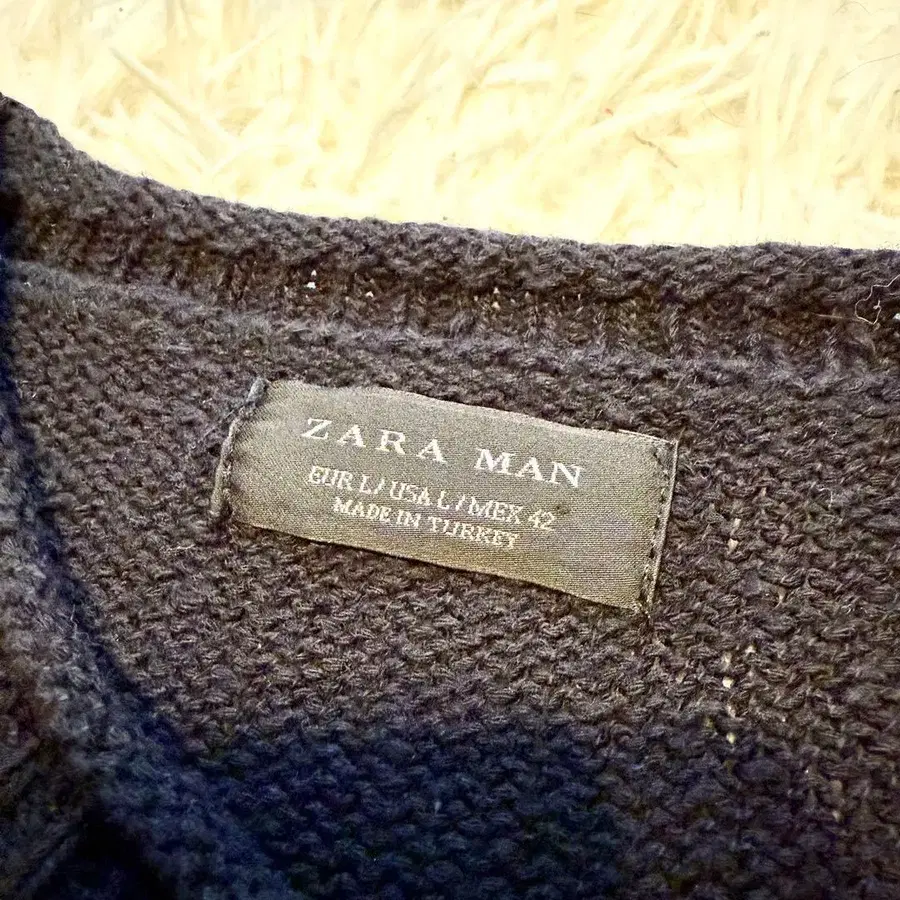 ZARA MAN
EUR L / USA L / MEX 42
MADE IN TURKEY